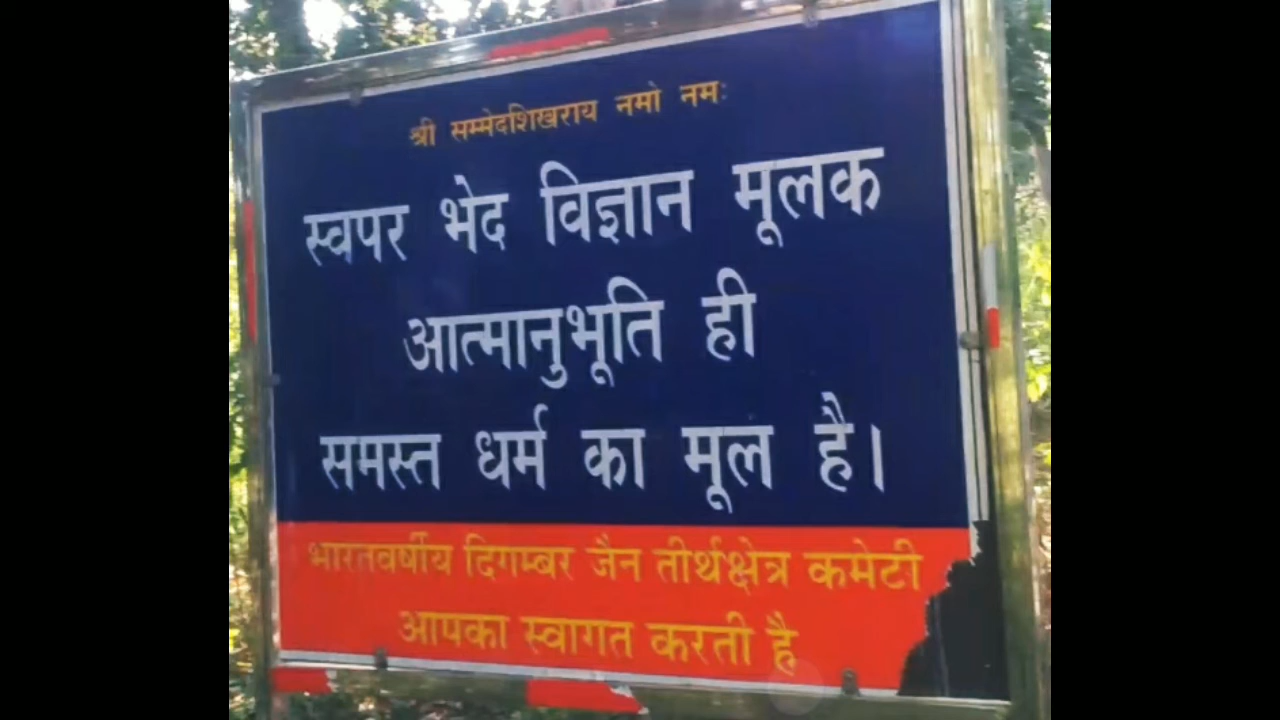 श्री सम्मेदशिखराय नमो नमः
स्वपर भेद विज्ञान मूलक
आत्मानुभूति ही
समस्त धर्म का मूल है।
भारतवर्षीय दिगम्बर जैन तीर्थक्षेत्र कमेटी
आपका स्वागत करती है